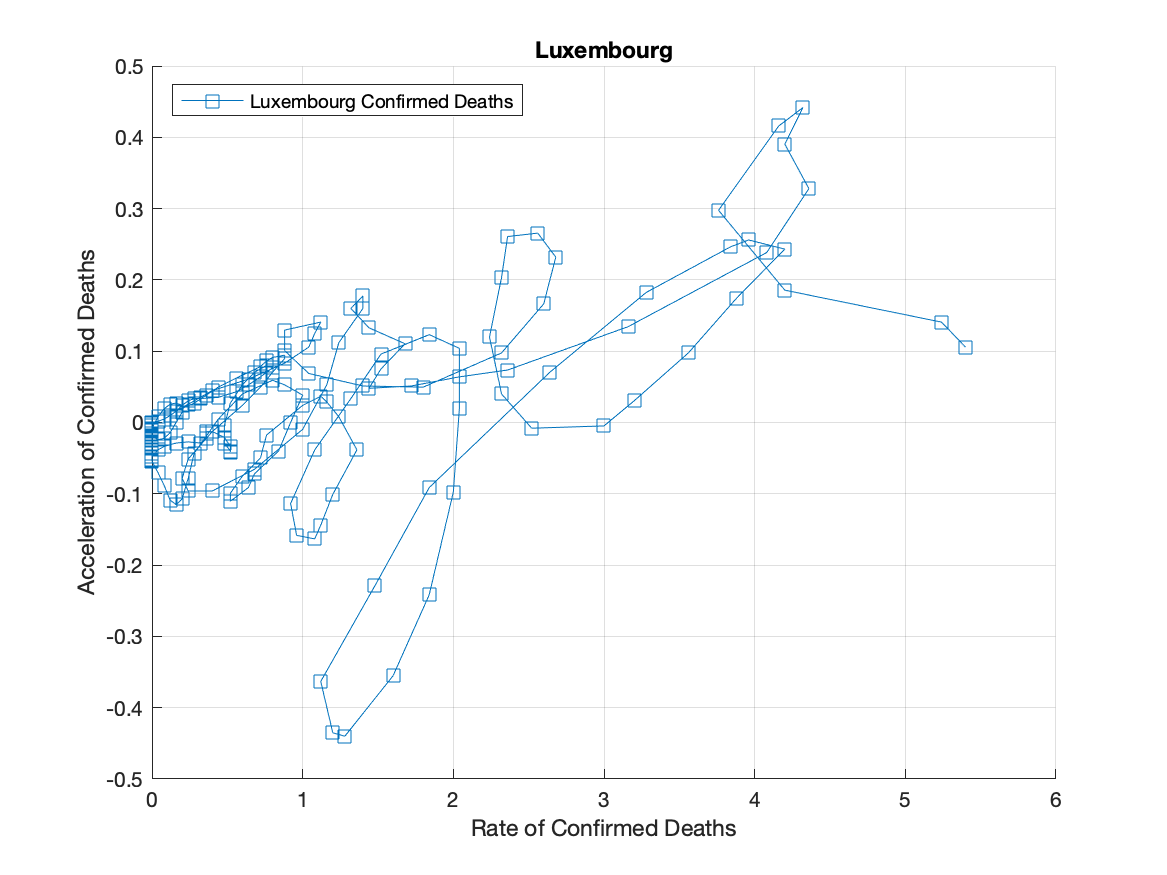 Luxembourg
Luxembourg Confirmed Deaths
Acceleration of Confirmed Deaths
0.5
0.4
0.3
0.2
0.1
0
-0.1
-0.2
-0.3
-0.4
-0.5
0 1 2 3 4 5 6
Rate of Confirmed Deaths